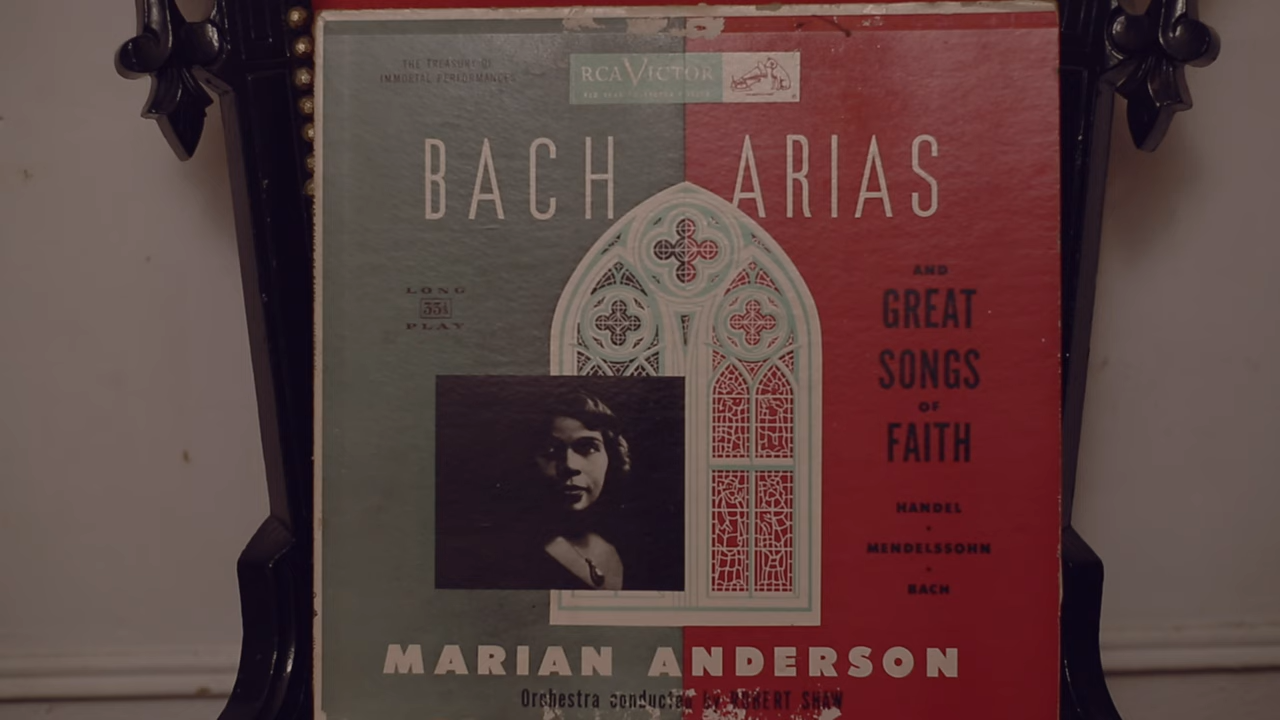 THE TREASURY OF
IMMORTAL PERFORMANCES
RCA VICTOR
BACH ARIAS
AND
GREAT
SONGS
OF
FAITH
LONG
33⅓
PLAY
HANDEL
•
MENDELSSOHN
•
BACH
MARIAN ANDERSON
Orchestra conducted by ROBERT SHAW